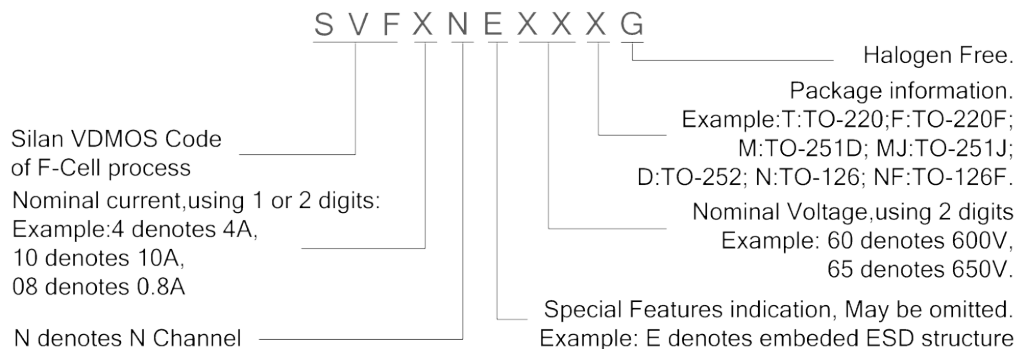 S V F X N E X X X G
Halogen Free.
Package information.
Example:T:TO-220;F:TO-220F;
M:TO-251D; MJ:TO-251J;
D:TO-252; N:TO-126; NF:TO-126F.
Nominal Voltage,using 2 digits
Example: 60 denotes 600V,
65 denotes 650V.
Special Features indication, May be omitted.
Example: E denotes embeded ESD structure
Silan VDMOS Code
of F-Cell process
Nominal current,using 1 or 2 digits:
Example:4 denotes 4A,
10 denotes 10A,
08 denotes 0.8A
N denotes N Channel